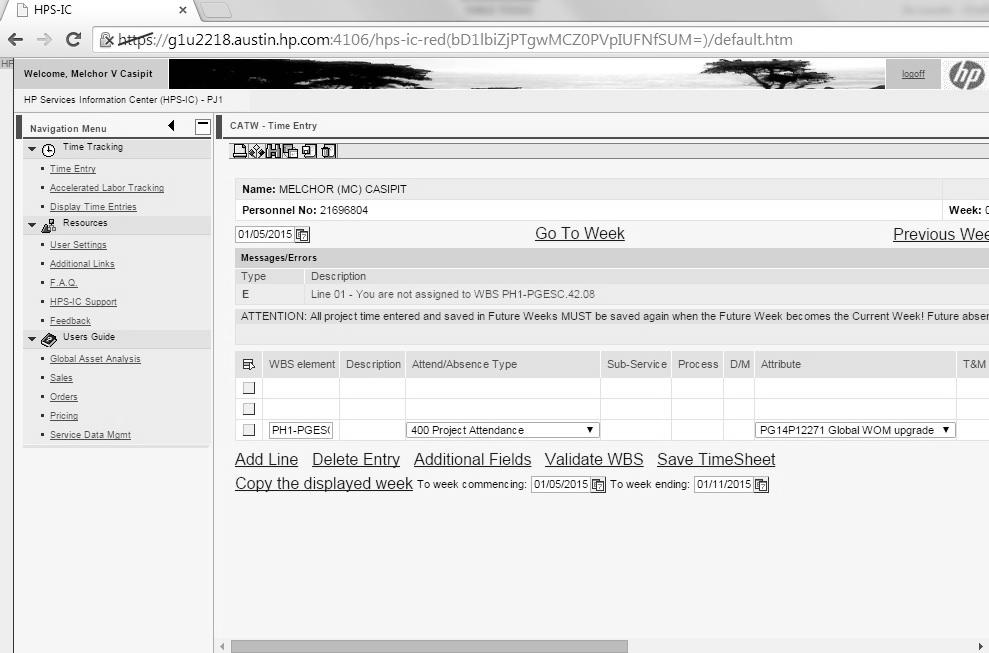 HPS-IC
https://g1u2218.austin.hp.com:4106/hps-ic-red(bD1lbiZjPTgwMCZ0PVpIUFNfSUM=)/default.htm
HP
Welcome, Melchor V Casipit
logoff
hp
HP Services Information Center (HPS-IC) - PJ1
Navigation Menu
Time Tracking
Time Entry
Accelerated Labor Tracking
Display Time Entries
Resources
User Settings
Additional Links
F.A.Q.
HPS-IC Support
Feedback
Users Guide
Global Asset Analysis
Sales
Orders
Pricing
Service Data Mgmt
CATW - Time Entry
Name: MELCHOR (MC) CASIPIT
Personnel No: 21696804
Week: 0
01/05/2015 Go To Week Previous Wee
Messages/Errors
Type Description
E Line 01 - You are not assigned to WBS PH1-PGESC.42.08
ATTENTION: All project time entered and saved in Future Weeks MUST be saved again when the Future Week becomes the Current Week! Future absen
WBS element Description Attend/Absence Type Sub-Service Process D/M Attribute T&M
PH1-PGESC 400 Project Attendance PG14P12271 Global WOM upgrade
Add Line Delete Entry Additional Fields Validate WBS Save TimeSheet
Copy the displayed week To week commencing: 01/05/2015 To week ending: 01/11/2015